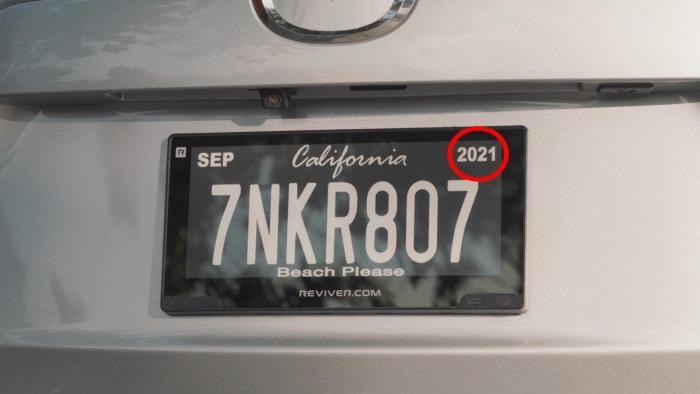 SEP California 2021
7NKR807
Beach Please
REVIVER.COM